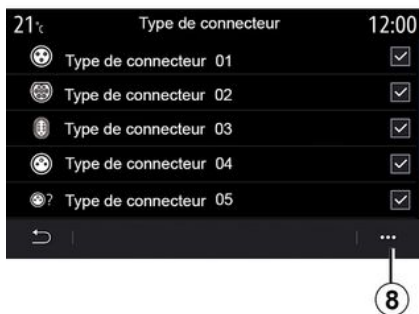 21°c Type de connecteur 12:00
Type de connecteur 01
Type de connecteur 02
Type de connecteur 03
Type de connecteur 04
? Type de connecteur 05
8